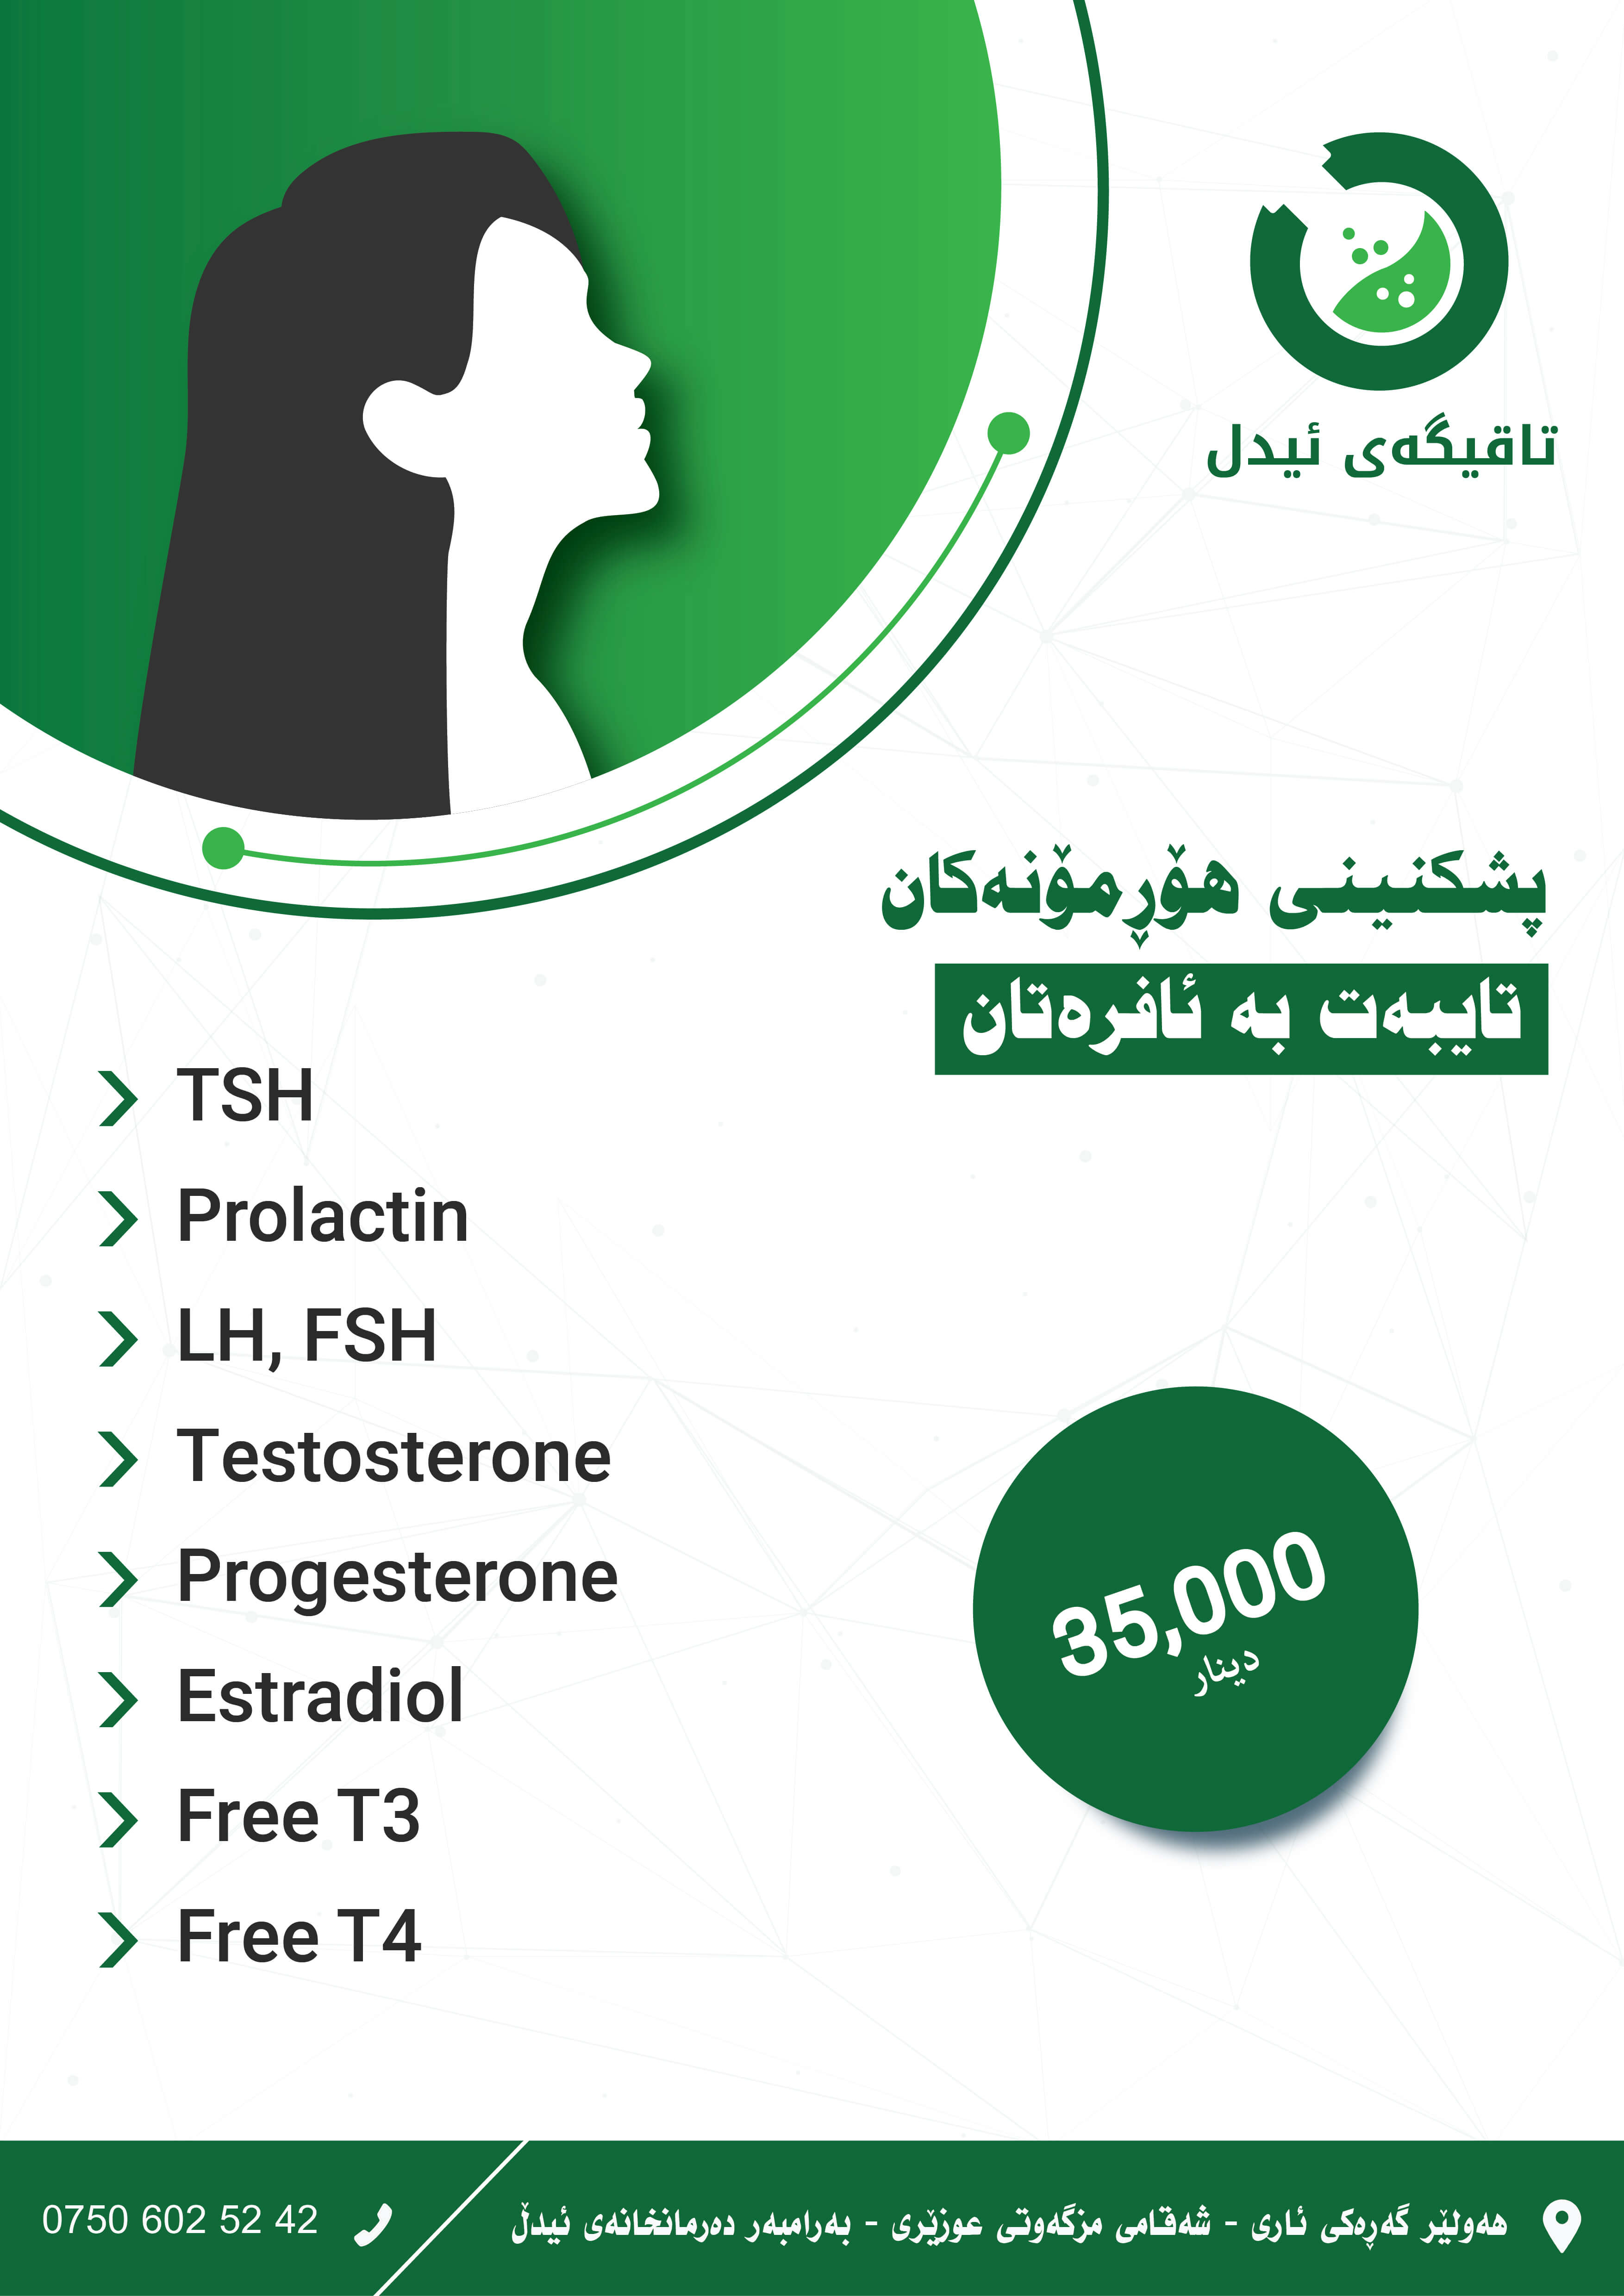 تاقیگەی ئیدل
پشکنینی هۆڕمۆنەکان
تایبەت بە ئافرەتان
TSH
Prolactin
LH, FSH
Testosterone
Progesterone
Estradiol
Free T3
Free T4
35,000
دینار
هەولێر گەڕەکی ئاری - شەقامی مزگەوتی عوزێری - بەرامبەر دەرمانخانەی ئیدڵ
0750 602 52 42